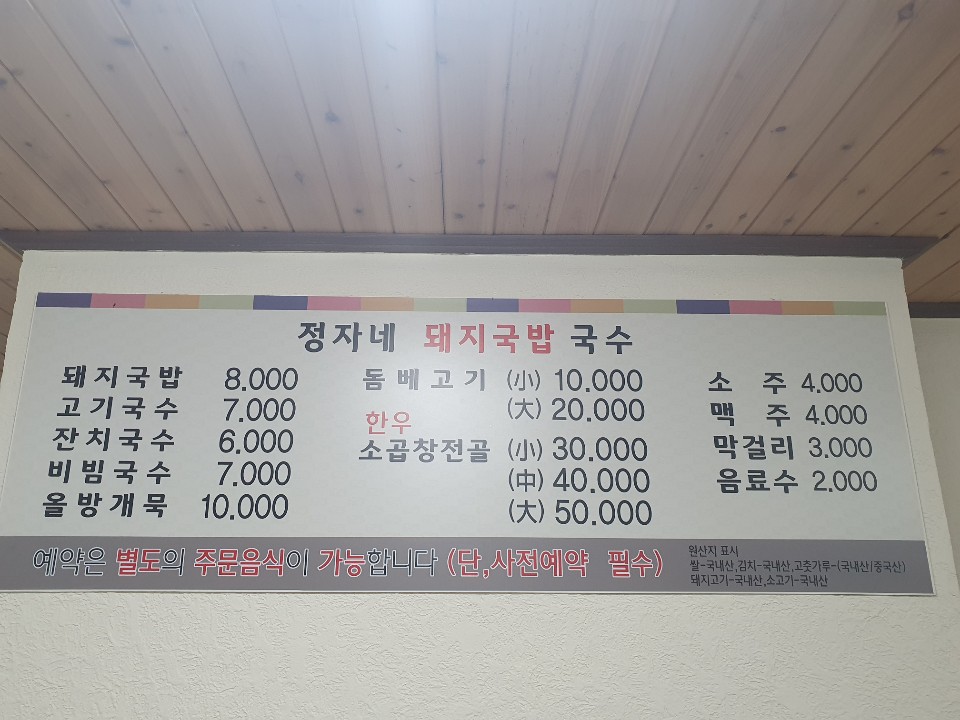 정자네 돼지국밥 국수
돼지국밥 8.000
고기국수 7.000
잔치국수 6.000
비빔국수 7.000
올방개묵 10.000
돔베고기 (小) 10.000
(大) 20.000
한우
소곱창전골 (小) 30.000
(中) 40.000
(大) 50.000
소 주 4.000
맥 주 4.000
막걸리 3.000
음료수 2.000
예약은 별도의 주문음식이 가능합니다 (단,사전예약 필수)
원산지 표시
쌀-국내산,김치-국내산,고춧가루-(국내산/중국산)
돼지고기-국내산,소고기-국내산